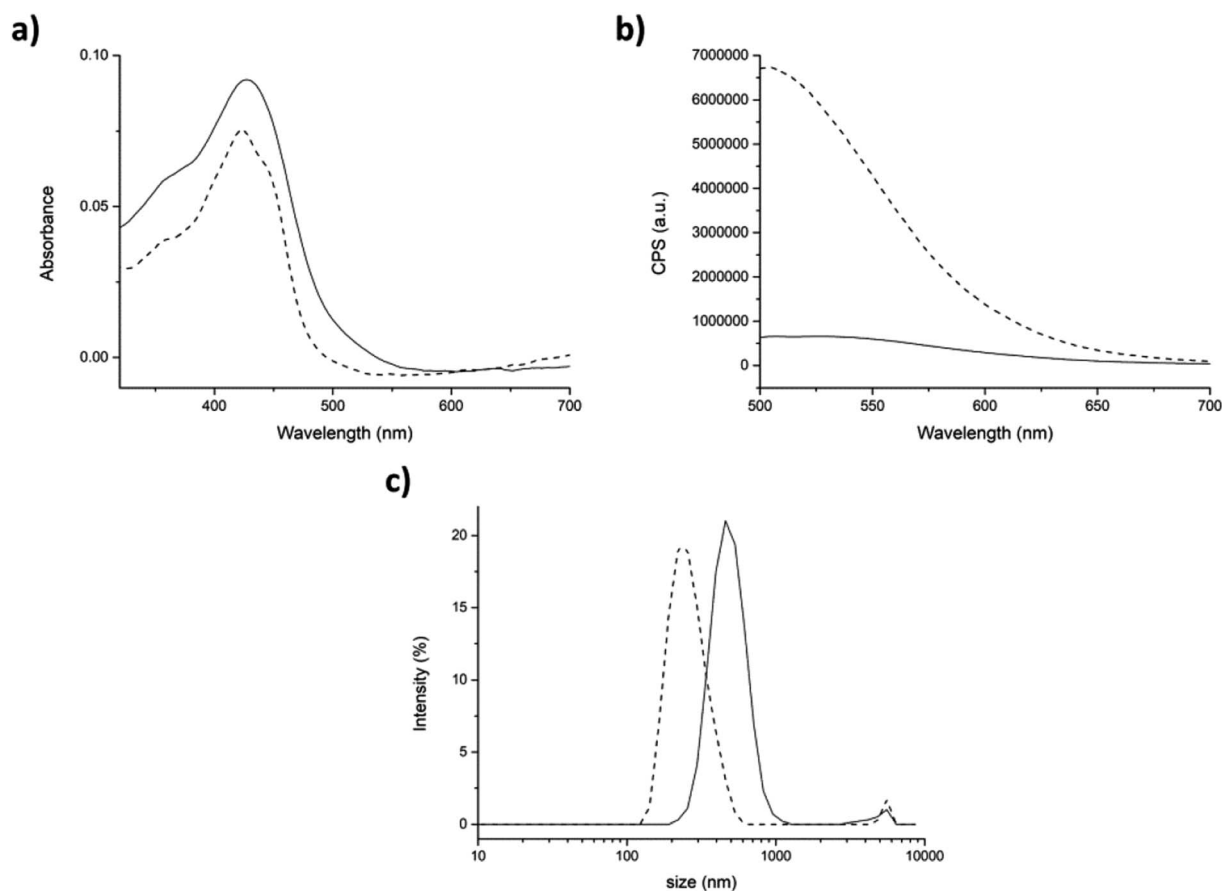 a)
0.10
0.05
0.00
Absorbance
400 500 600 700
Wavelength (nm)
b)
7000000
6000000
5000000
4000000
3000000
2000000
1000000
0
CPS (a.u.)
500 550 600 650 700
Wavelength (nm)
c)
20
15
10
5
0
Intensity (%)
10 100 1000 10000
size (nm)